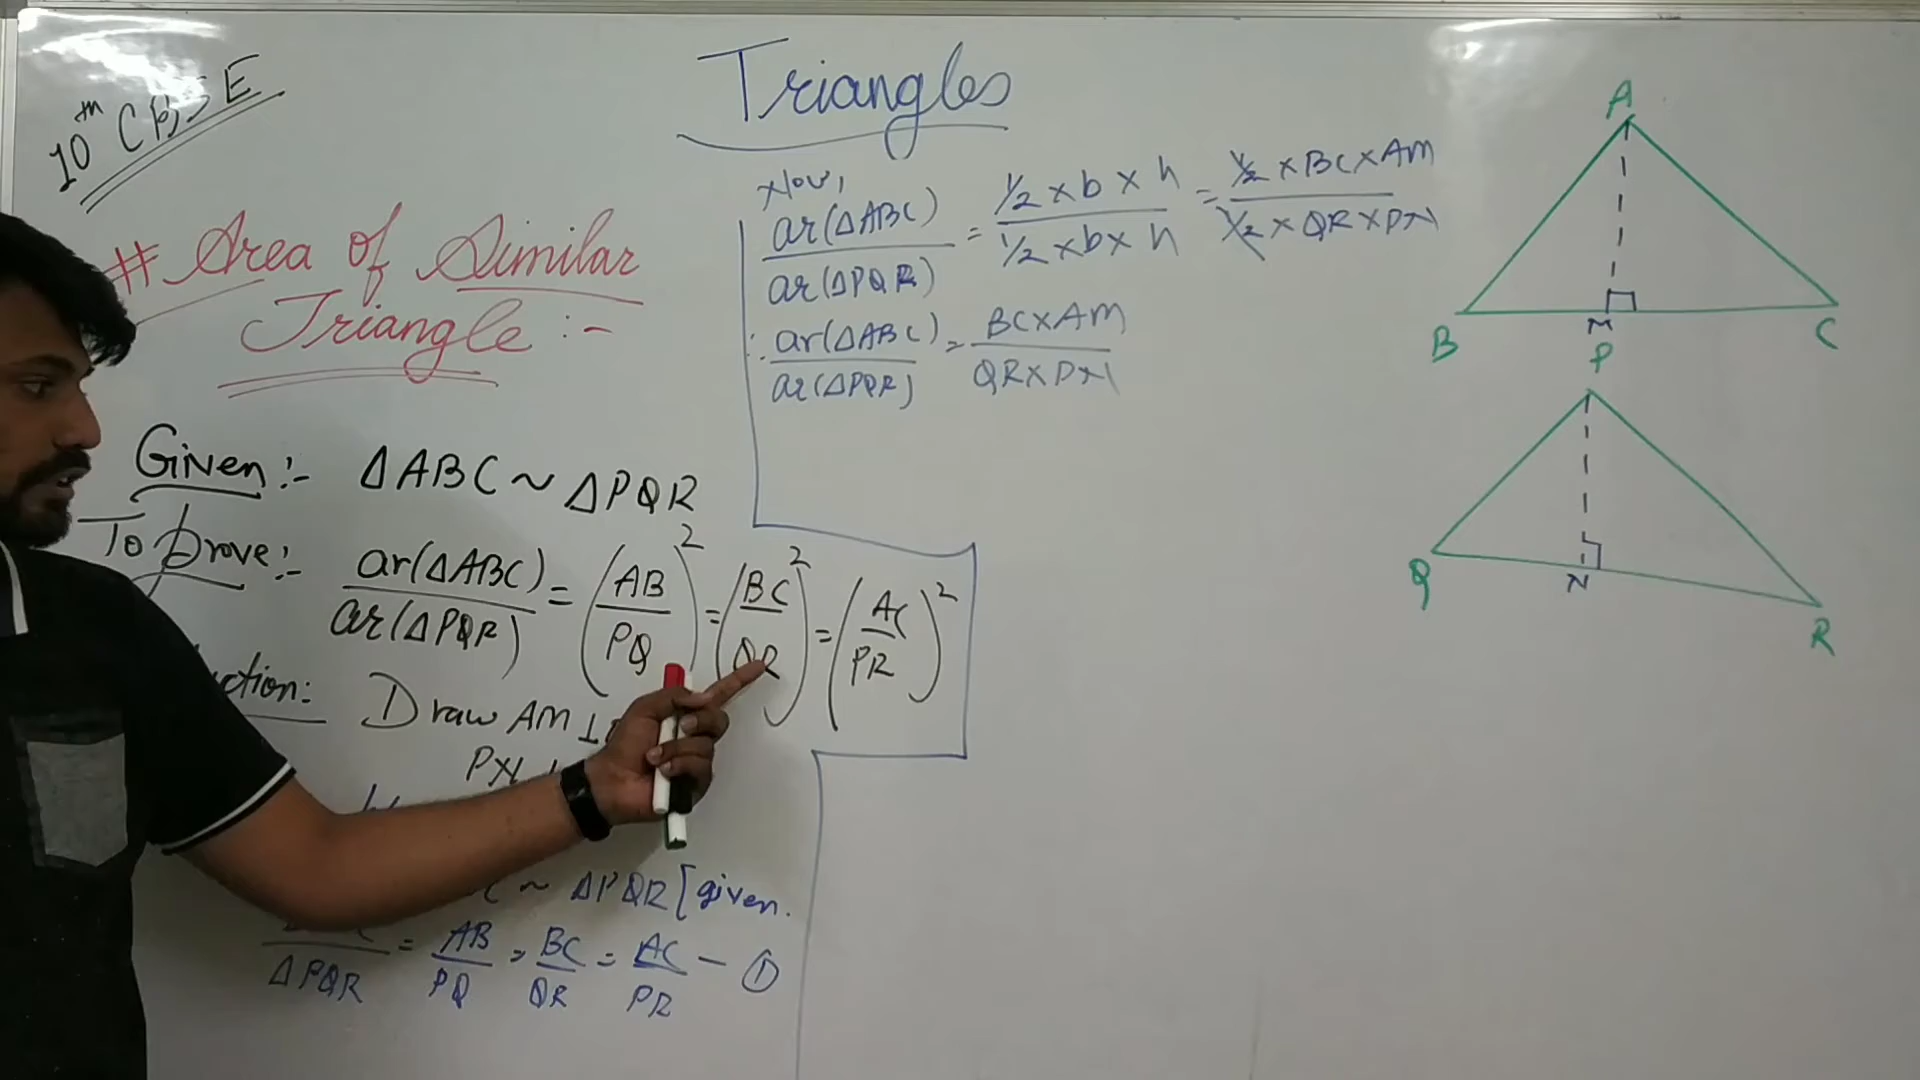 10th CBSE
Triangles
# Area of Similar
Triangle :-
Given :- ΔABC ~ ΔPQR
To prove :- ar(ΔABC)/ar(ΔPQR) = (AB/PQ)² = (BC/QR)² = (AC/PR)²
Draw AM ⊥
PN
~ ΔPQR [given.
ΔPQR = AB/PQ = BC/QR = AC/PR - ①
Now,
ar(ΔABC)/ar(ΔPQR) = 1/2 × b × h / 1/2 × b × h = 1/2 × BC × AM / 1/2 × QR × PN
∴ ar(ΔABC)/ar(ΔPQR) = BC × AM / QR × PN
A
B
M
C
P
Q
N
R